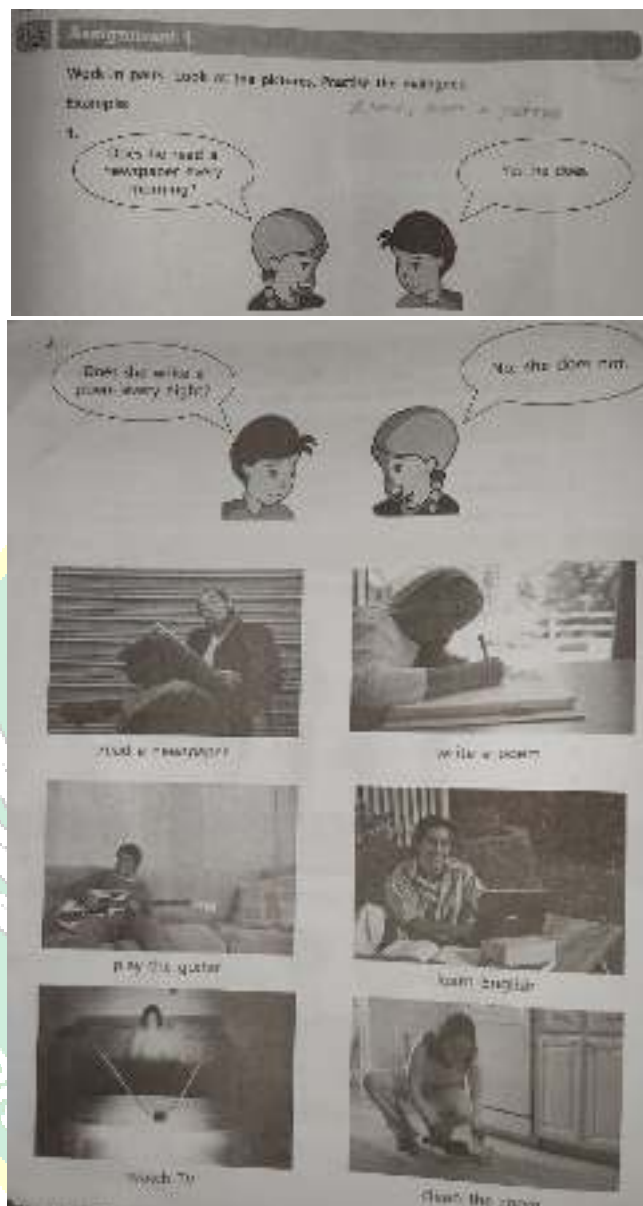 Assignment 1
Work in pairs. Look at the pictures. Practise the dialogues.
Example
1.
Does he read a
newspaper every
morning?
Yes, he does.
2.
Does she write a
poem every night?
No, she does not.
read a newspaper
write a poem
play the guitar
learn English
Watch TV
clean the room